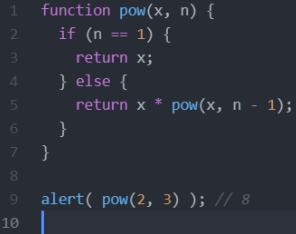 1 function pow(x, n) {
2   if (n == 1) {
3     return x;
4   } else {
5     return x * pow(x, n - 1);
6   }
7 }
8
9 alert( pow(2, 3) ); // 8
10